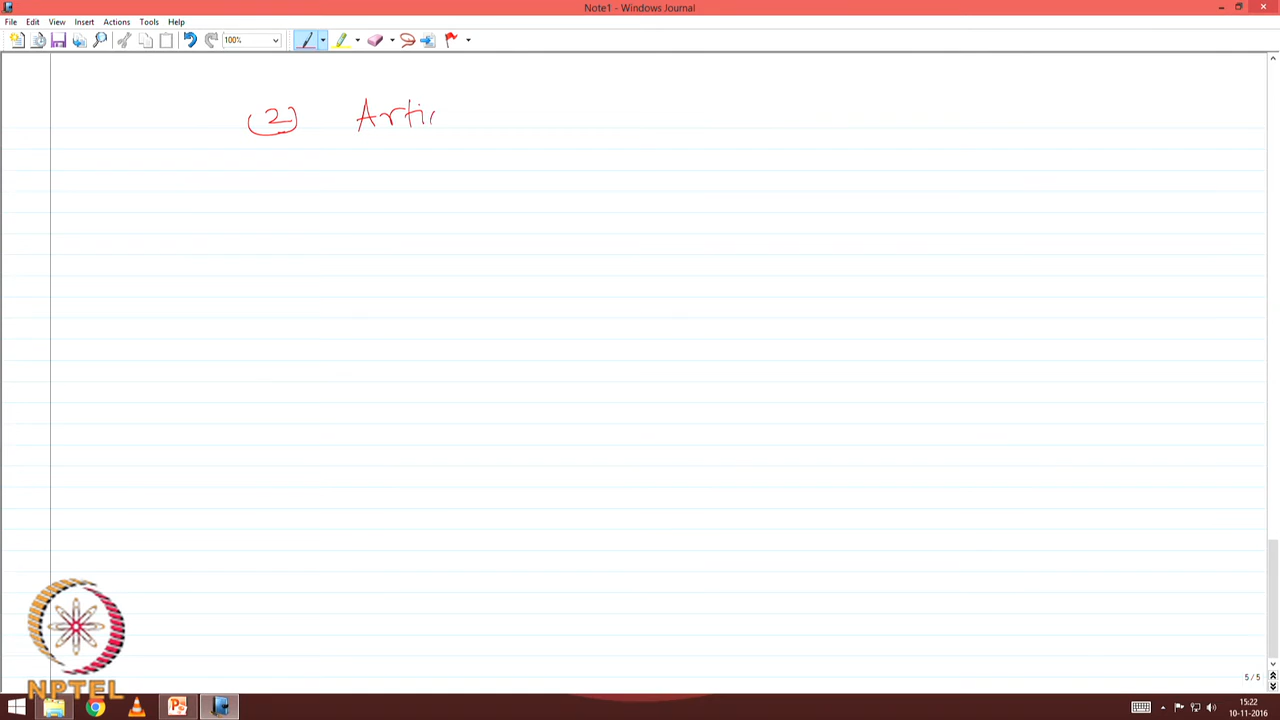 Note1 - Windows Journal
File Edit View Insert Actions Tools Help
100%
(2) Arti
5 / 5
NPTEL
15:22
10-11-2016